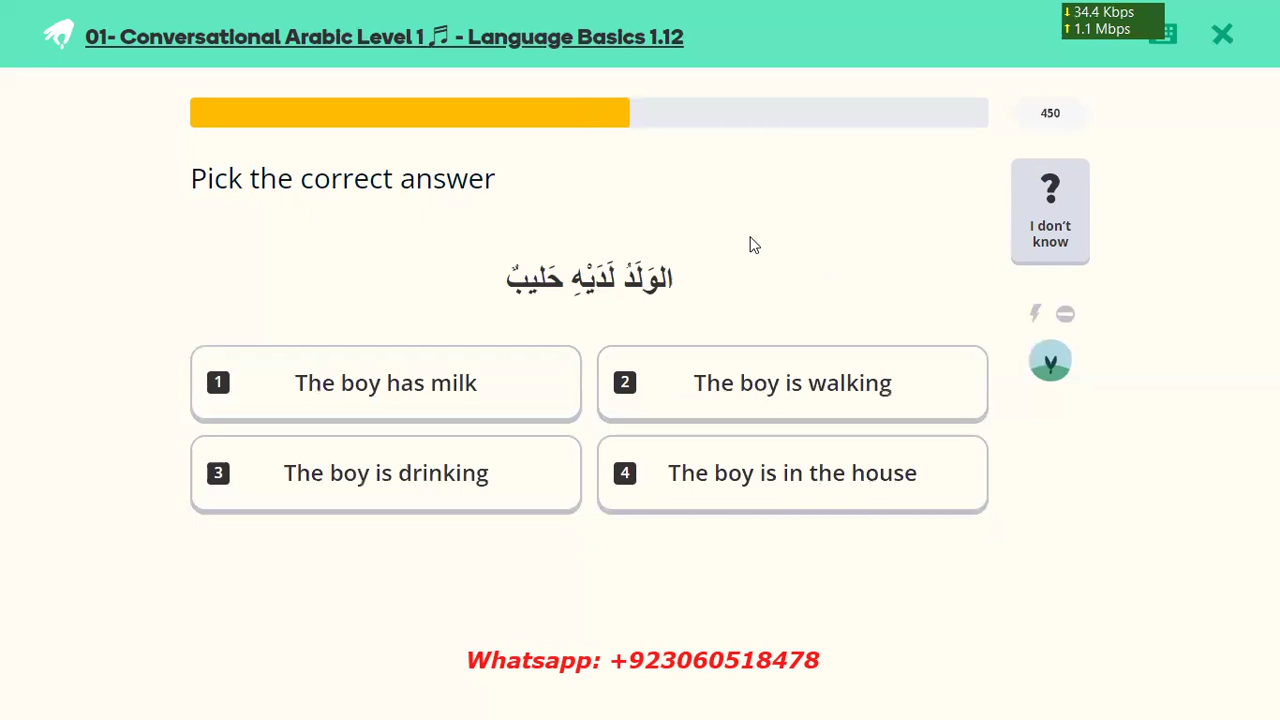 01- Conversational Arabic Level 1 🎵 - Language Basics 1.12
↓ 34.4 Kbps
↑ 1.1 Mbps
450
Pick the correct answer
?
I don't
know
الوَلَدُ لَدَيْهِ حَليبٌ
1 The boy has milk
2 The boy is walking
3 The boy is drinking
4 The boy is in the house
Whatsapp: +923060518478